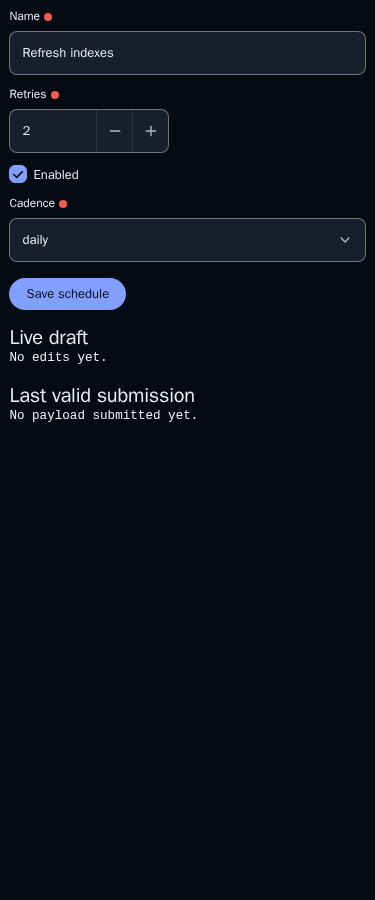 Name
Refresh indexes
Retries
2
Enabled
Cadence
daily
Save schedule
Live draft
No edits yet.
Last valid submission
No payload submitted yet.